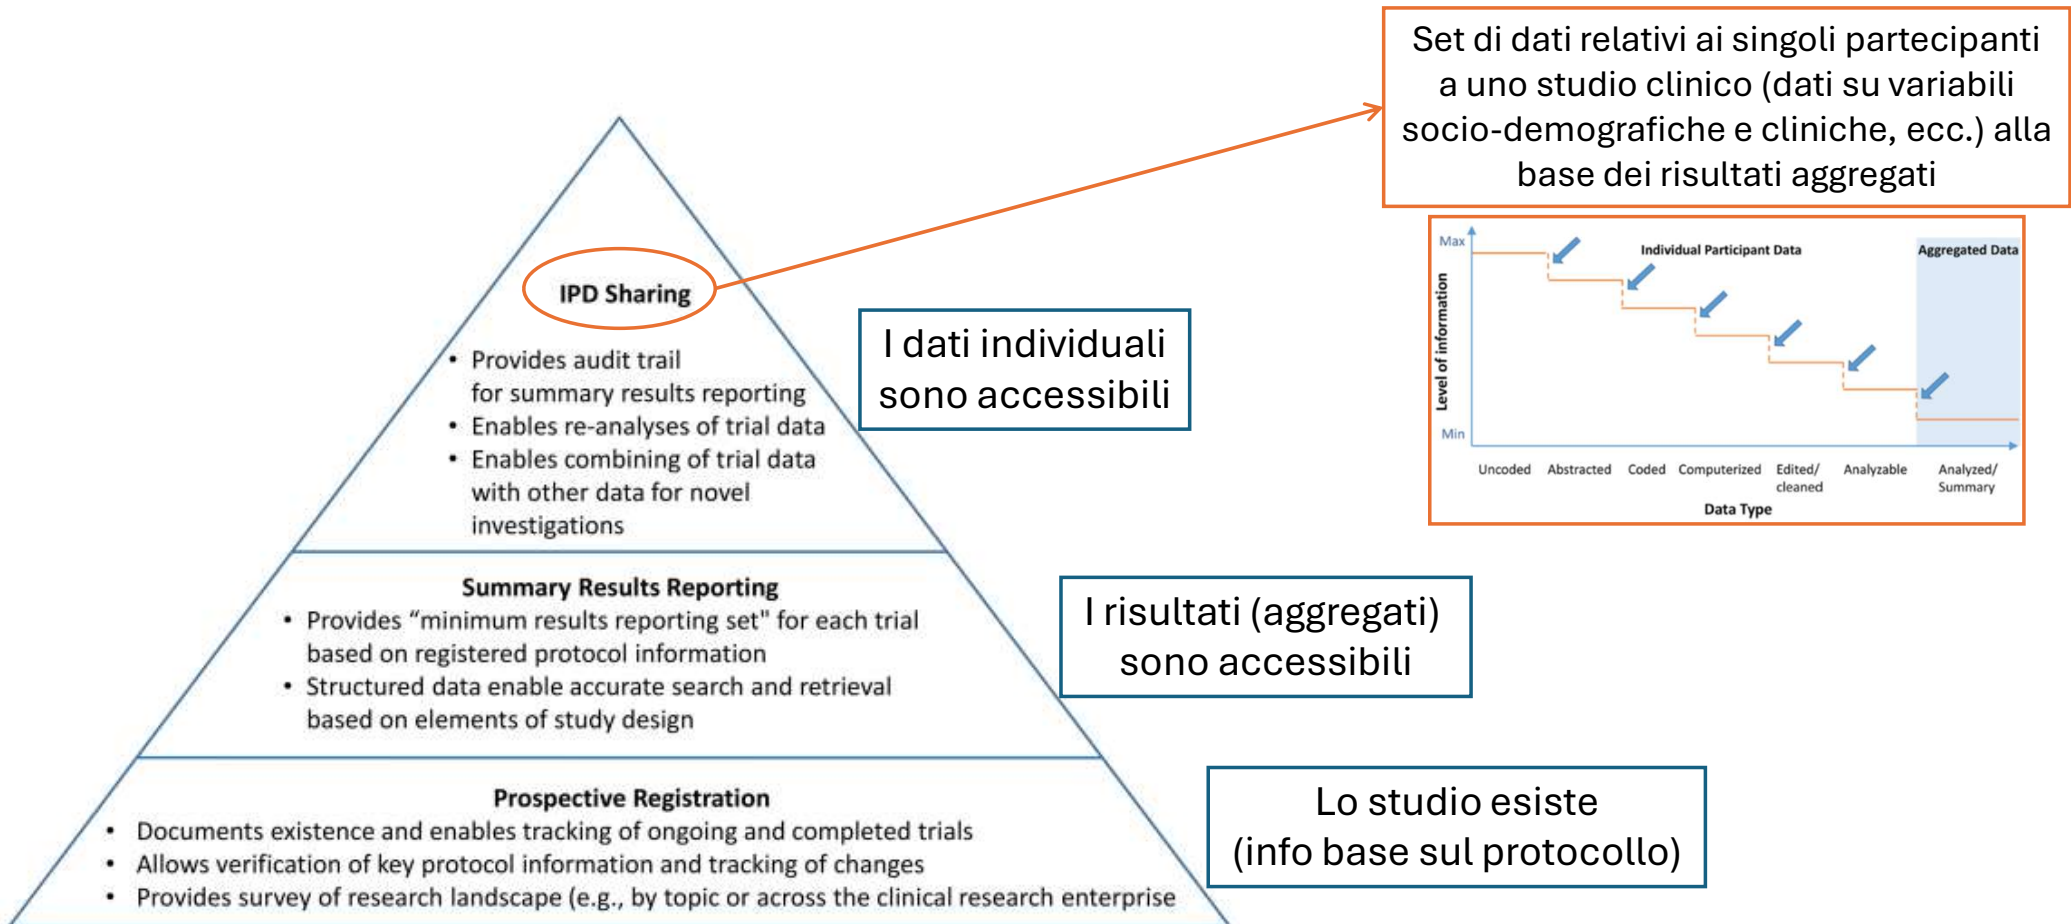 Set di dati relativi ai singoli partecipanti
a uno studio clinico (dati su variabili
socio-demografiche e cliniche, ecc.) alla
base dei risultati aggregati
Max
Individual Participant Data
Aggregated Data
Level of information
Min
Uncoded
Abstracted
Coded
Computerized
Edited/
cleaned
Analyzable
Analyzed/
Summary
Data Type
IPD Sharing
• Provides audit trail
for summary results reporting
• Enables re-analyses of trial data
• Enables combining of trial data
with other data for novel
investigations
I dati individuali
sono accessibili
Summary Results Reporting
• Provides “minimum results reporting set" for each trial
based on registered protocol information
• Structured data enable accurate search and retrieval
based on elements of study design
I risultati (aggregati)
sono accessibili
Prospective Registration
• Documents existence and enables tracking of ongoing and completed trials
• Allows verification of key protocol information and tracking of changes
• Provides survey of research landscape (e.g., by topic or across the clinical research enterprise
Lo studio esiste
(info base sul protocollo)